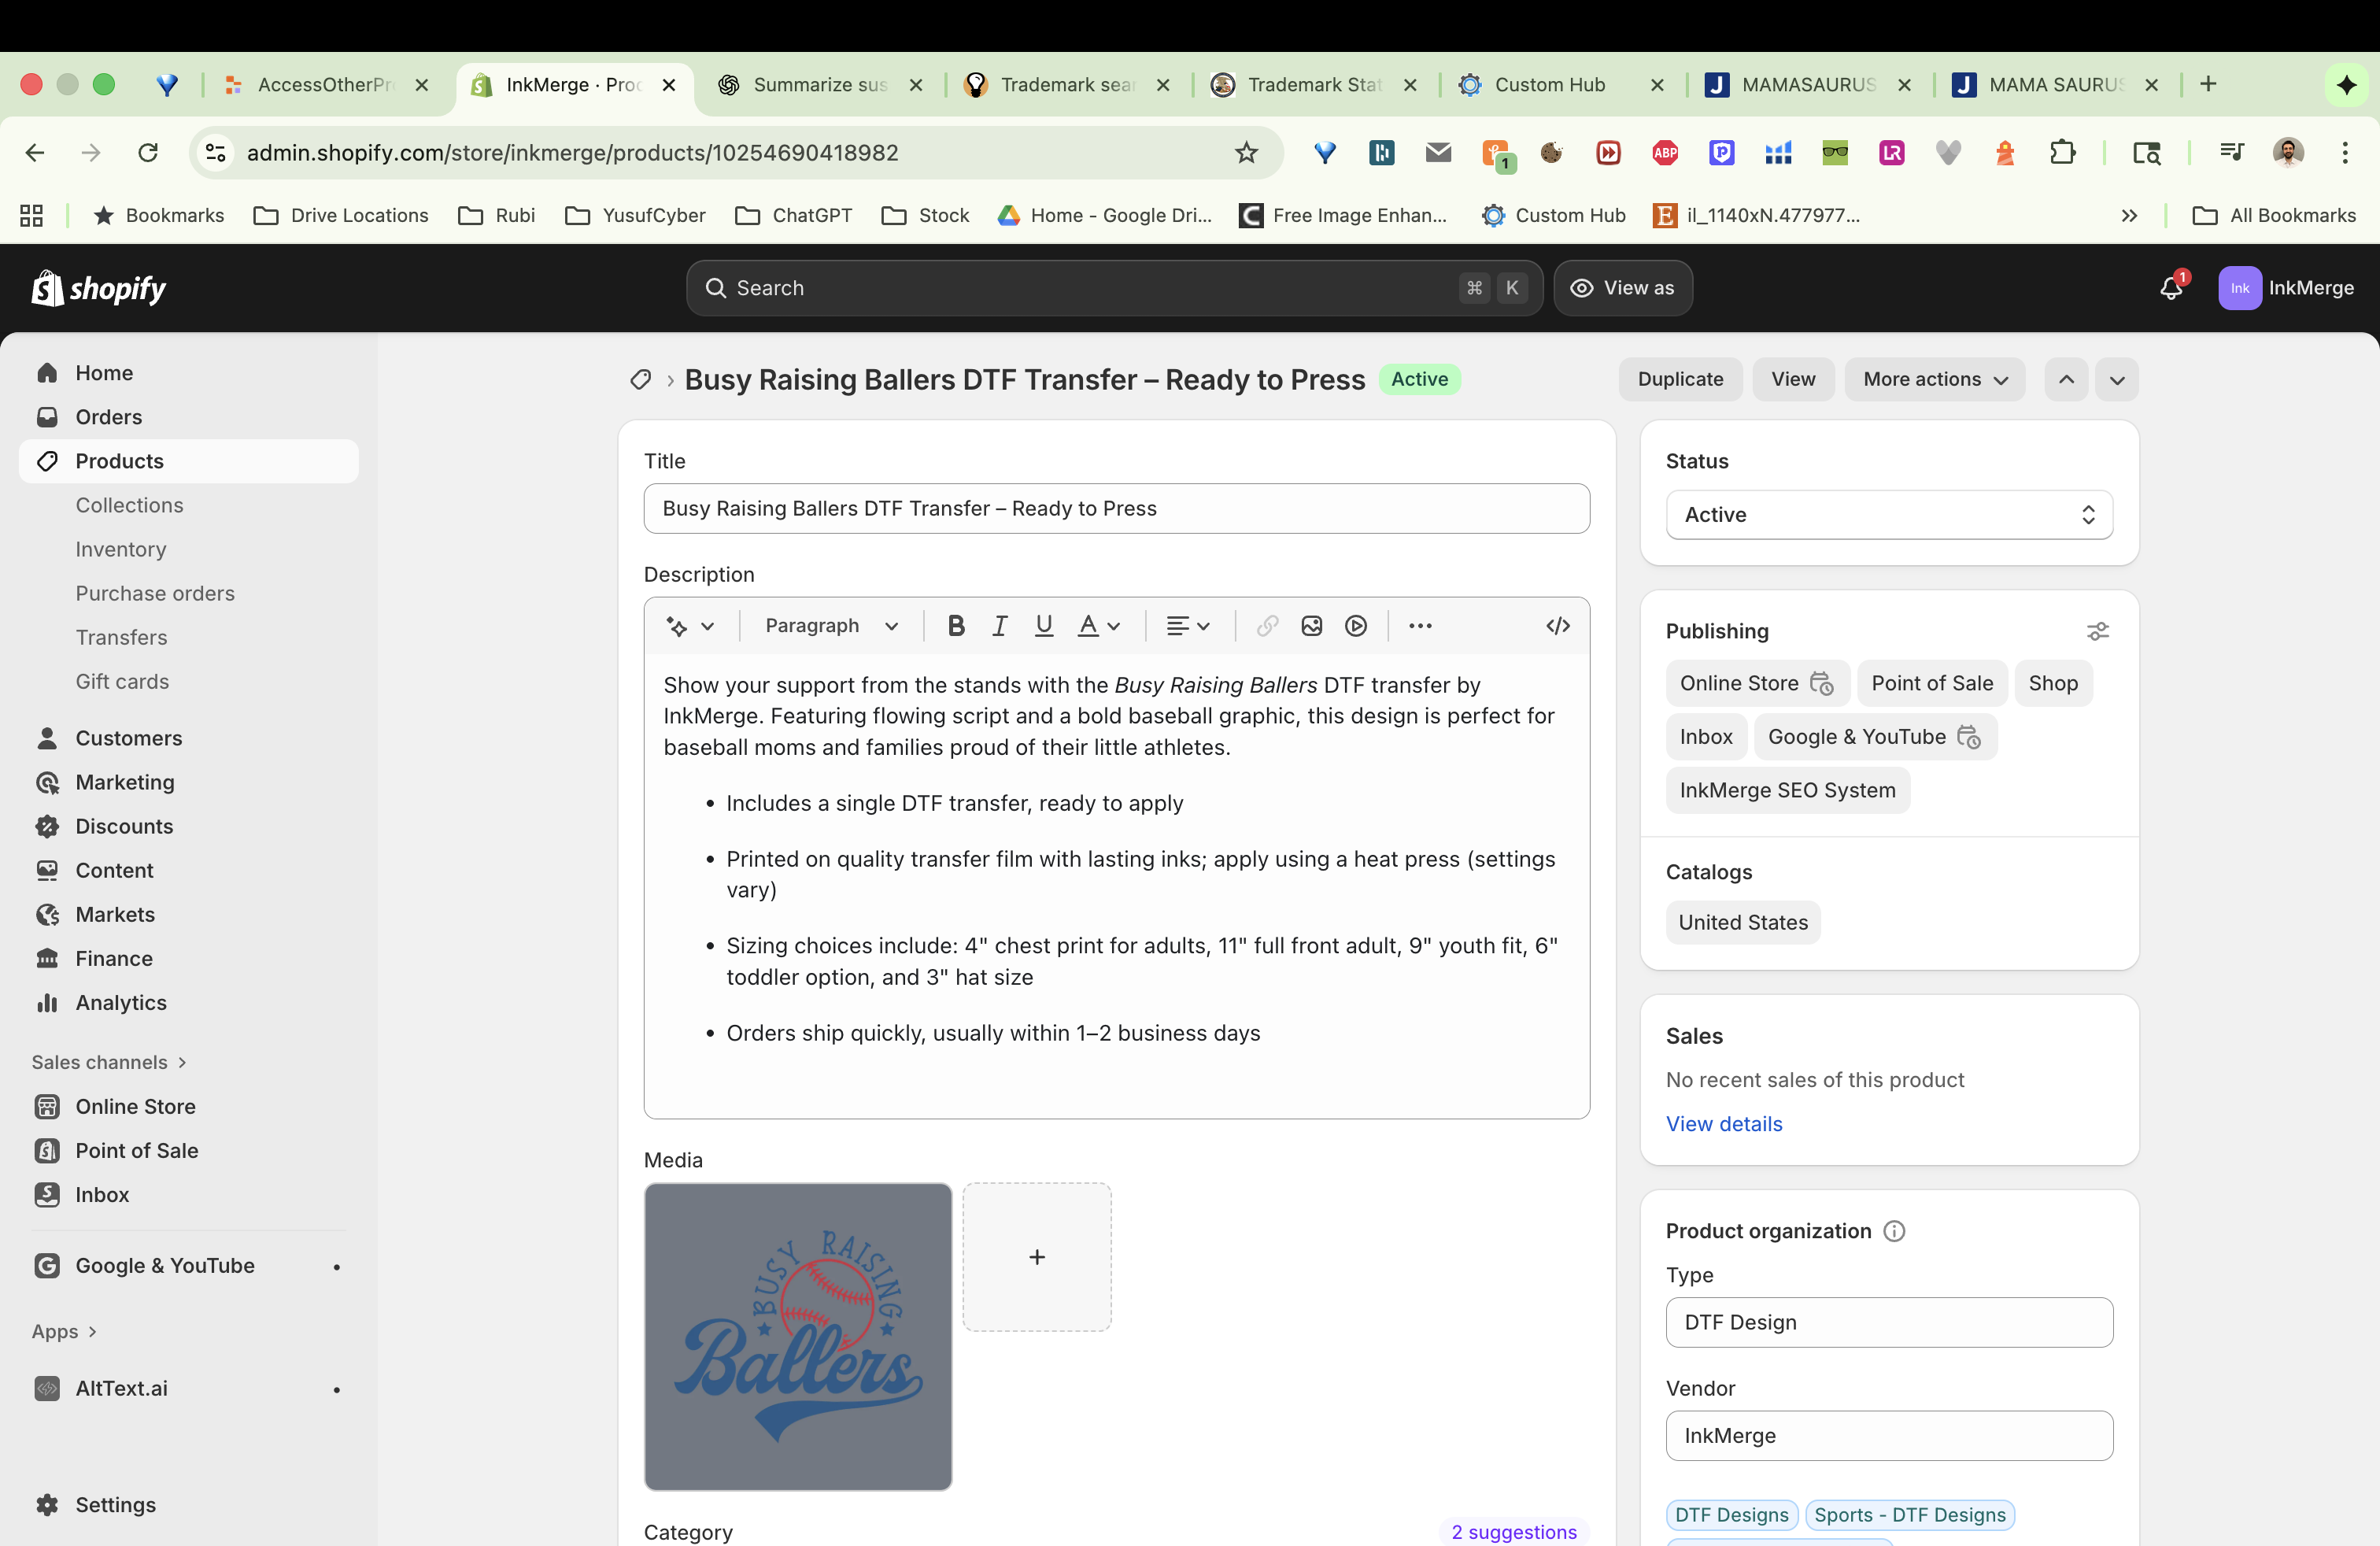 AccessOtherPr
InkMerge · Proc
Summarize sus
Trademark sear
Trademark Stat
Custom Hub
MAMASAURUS
MAMA SAURUS
admin.shopify.com/store/inkmerge/products/10254690418982
1
ABP
LR
Bookmarks
Drive Locations
Rubi
YusufCyber
ChatGPT
Stock
Home - Google Dri...
Free Image Enhan...
Custom Hub
il_1140xN.477977...
All Bookmarks
shopify
Search
⌘ K
View as
1
Ink
InkMerge
Home
Orders
Products
Collections
Inventory
Purchase orders
Transfers
Gift cards
Customers
Marketing
Discounts
Content
Markets
Finance
Analytics
Sales channels
Online Store
Point of Sale
Inbox
Google & YouTube
Apps
AltText.ai
Settings
Busy Raising Ballers DTF Transfer – Ready to Press
Active
Duplicate
View
More actions
Title
Busy Raising Ballers DTF Transfer – Ready to Press
Description
Paragraph
B I U A
Show your support from the stands with the Busy Raising Ballers DTF transfer by
InkMerge. Featuring flowing script and a bold baseball graphic, this design is perfect for
baseball moms and families proud of their little athletes.
• Includes a single DTF transfer, ready to apply
• Printed on quality transfer film with lasting inks; apply using a heat press (settings
vary)
• Sizing choices include: 4" chest print for adults, 11" full front adult, 9" youth fit, 6"
toddler option, and 3" hat size
• Orders ship quickly, usually within 1–2 business days
Media
BUSY RAISING
Ballers
Category
2 suggestions
Status
Active
Publishing
Online Store
Point of Sale
Shop
Inbox
Google & YouTube
InkMerge SEO System
Catalogs
United States
Sales
No recent sales of this product
View details
Product organization
Type
DTF Design
Vendor
InkMerge
DTF Designs
Sports - DTF Designs